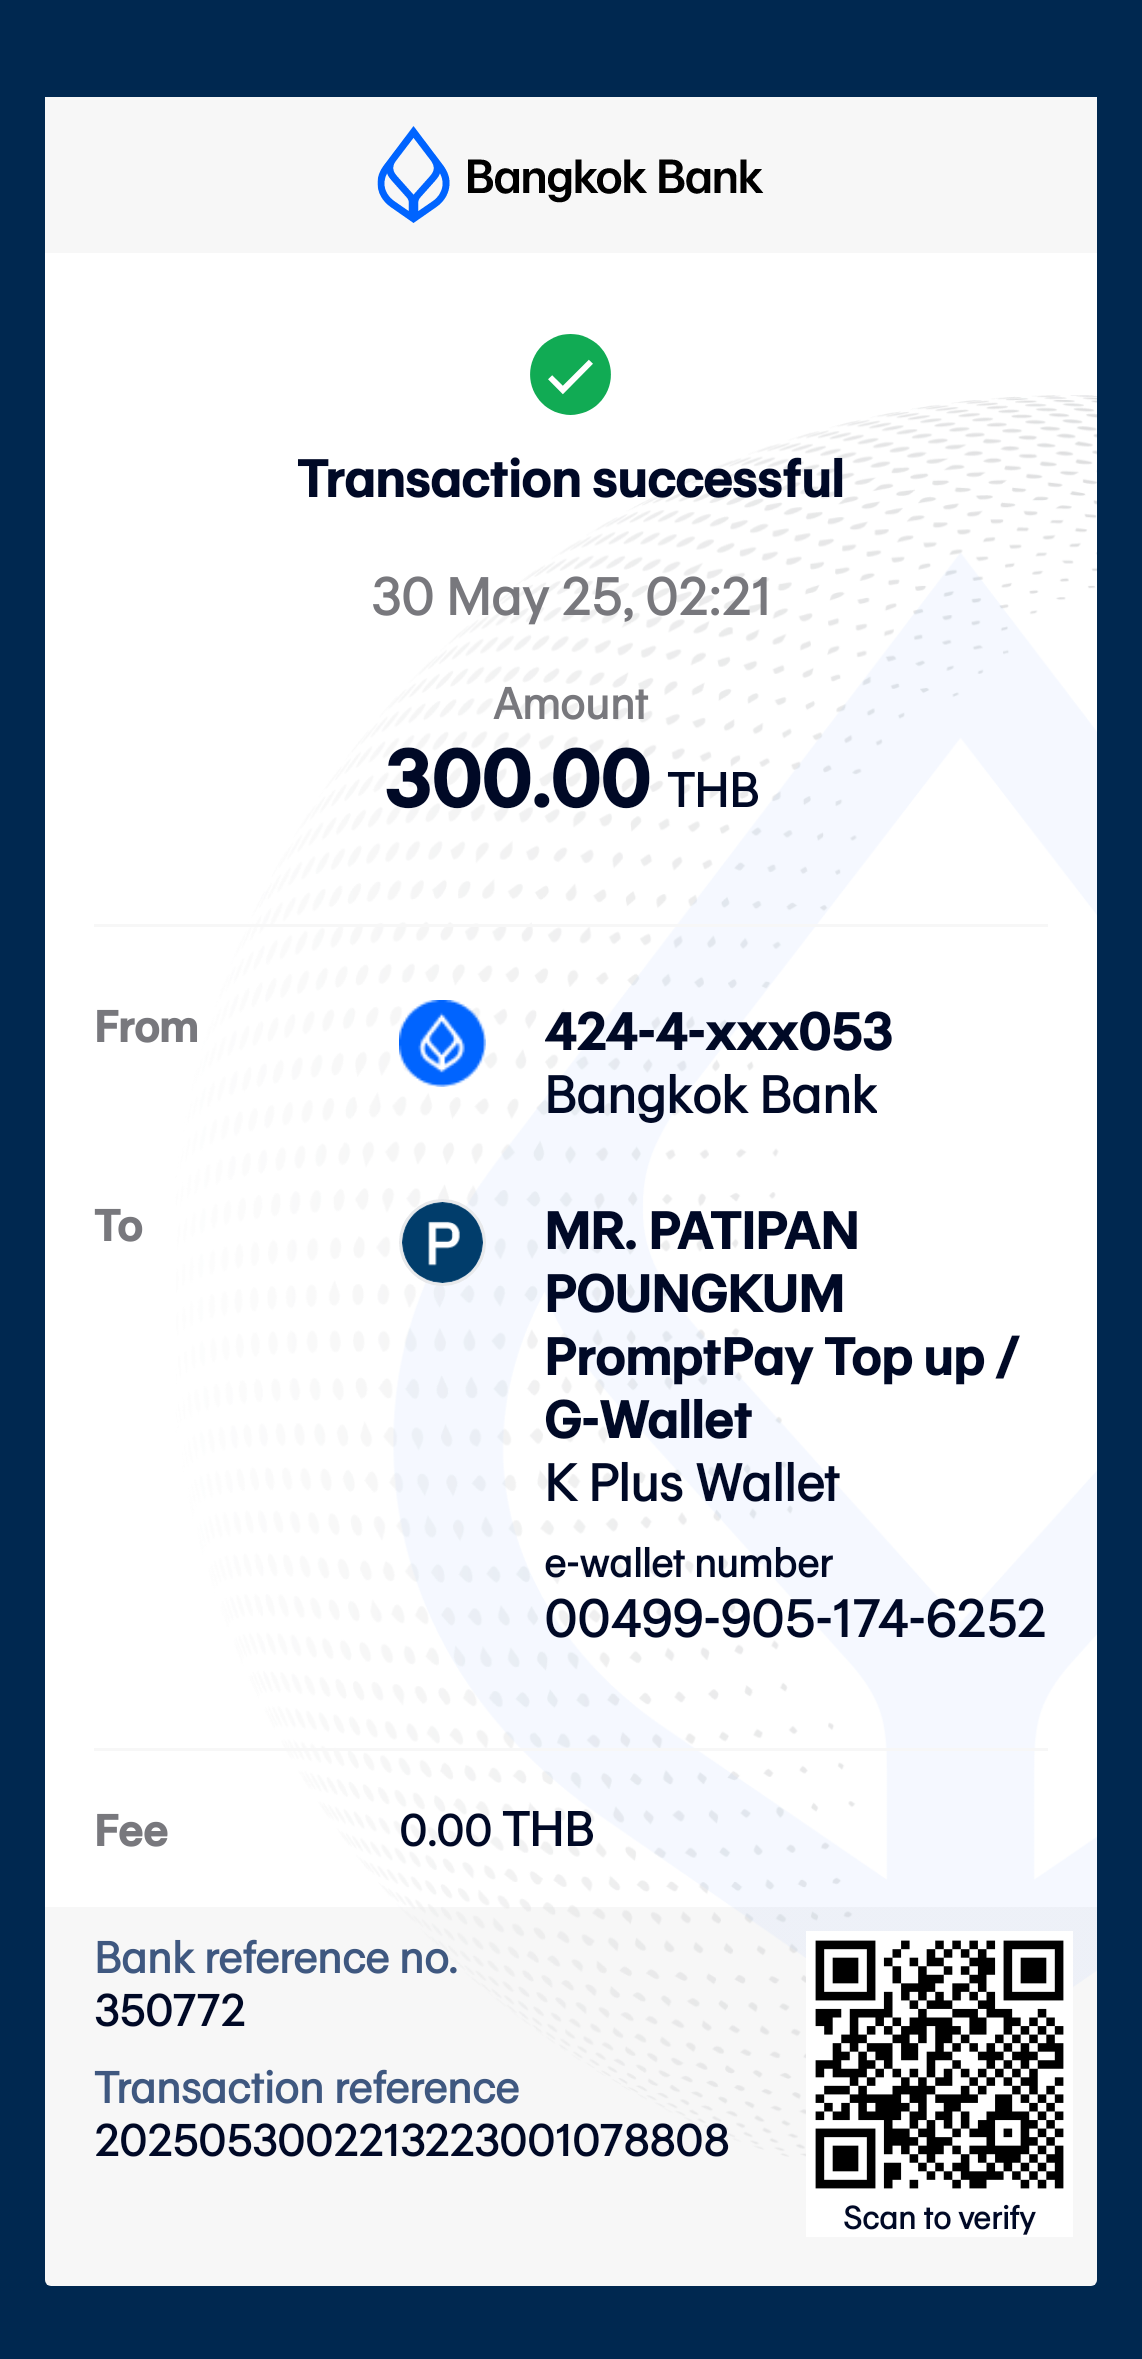 Bangkok Bank
Transaction successful
30 May 25, 02:21
Amount
300.00 THB
From
424-4-xxx053
Bangkok Bank
To
P
MR. PATIPAN
POUNGKUM
PromptPay Top up /
G-Wallet
K Plus Wallet
e-wallet number
00499-905-174-6252
Fee
0.00 THB
Bank reference no.
350772
Transaction reference
2025053002213223001078808
Scan to verify